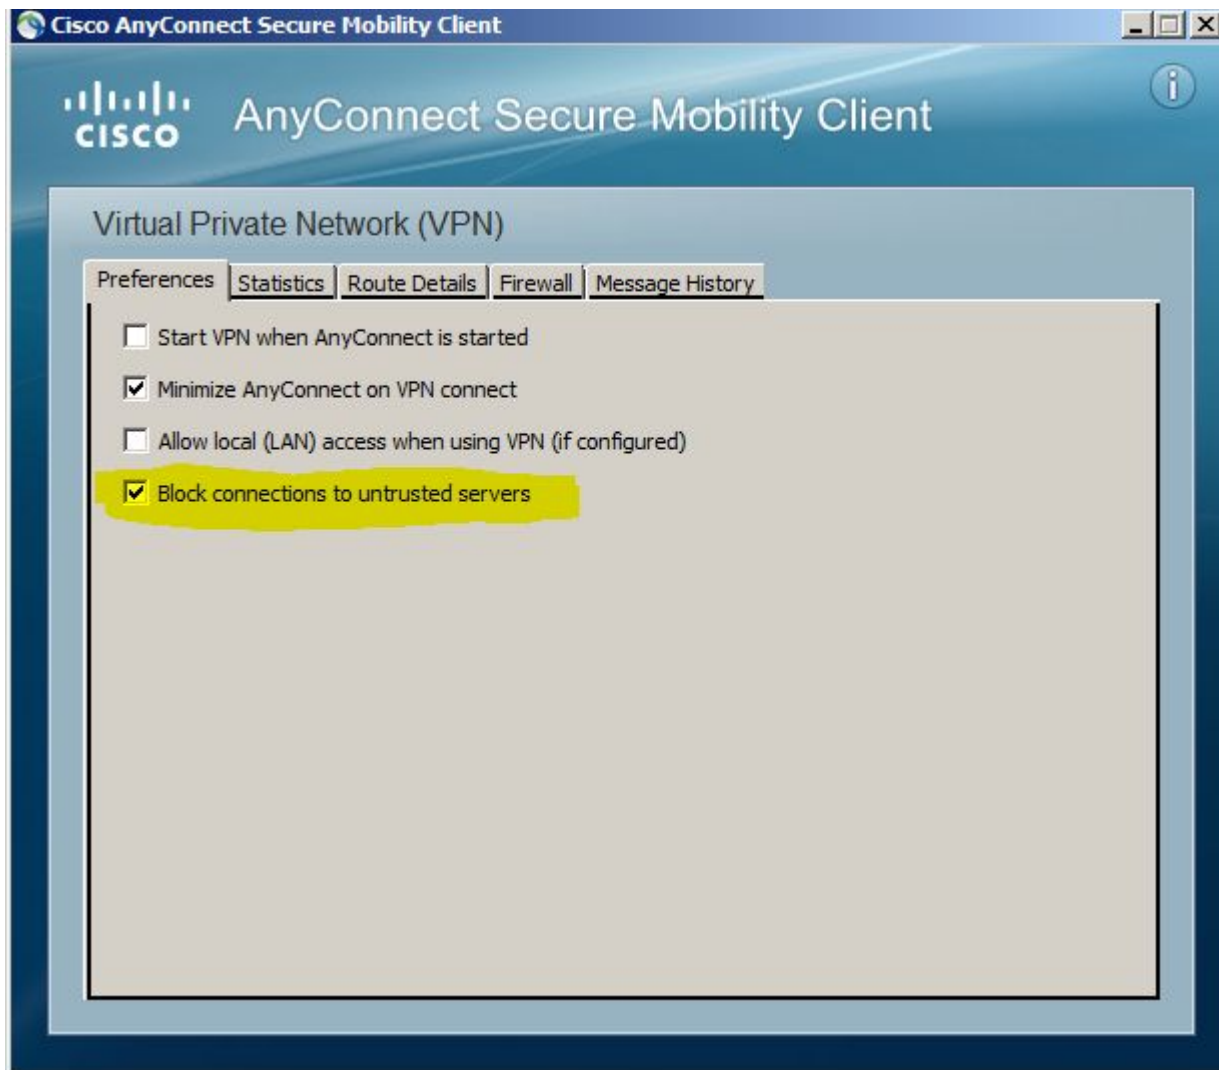 Cisco AnyConnect Secure Mobility Client
CISCO
AnyConnect Secure Mobility Client
i
Virtual Private Network (VPN)
Preferences Statistics Route Details Firewall Message History
Start VPN when AnyConnect is started
Minimize AnyConnect on VPN connect
Allow local (LAN) access when using VPN (if configured)
Block connections to untrusted servers